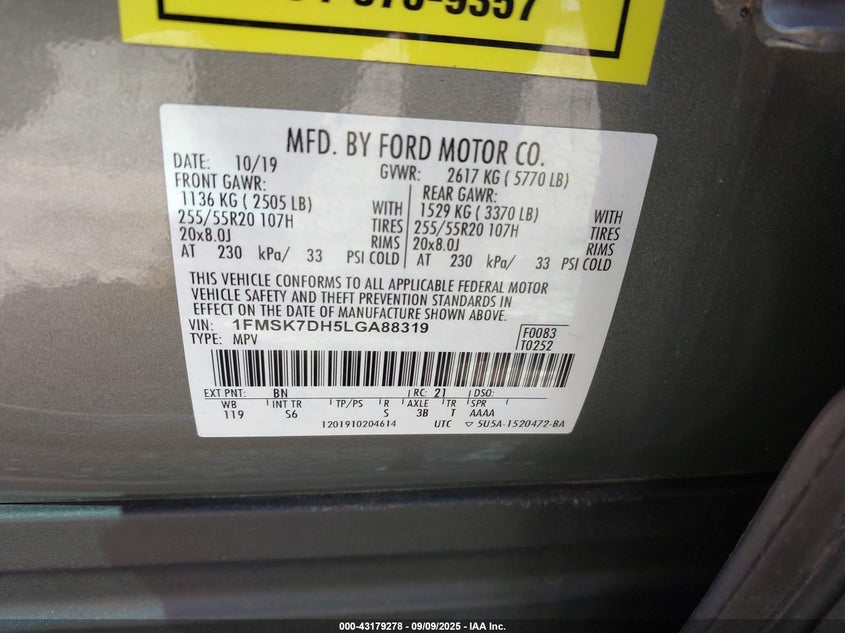 MFD. BY FORD MOTOR CO.
DATE: 10/19 GVWR: 2617 KG ( 5770 LB)
FRONT GAWR: REAR GAWR:
1136 KG ( 2505 LB) WITH 1529 KG ( 3370 LB) WITH
255/55R20 107H TIRES 255/55R20 107H TIRES
20x8.0J RIMS 20x8.0J RIMS
AT 230 kPa/ 33 PSI COLD AT 230 kPa/ 33 PSI COLD
THIS VEHICLE CONFORMS TO ALL APPLICABLE FEDERAL MOTOR
VEHICLE SAFETY AND THEFT PREVENTION STANDARDS IN
EFFECT ON THE DATE OF MANUFACTURE SHOWN ABOVE.
VIN: 1FMSK7DH5LGA88319 F0083
TYPE: MPV T0252
EXT PNT: BN RC: 21 DSO:
WB INT TR TP/PS R AXLE TR SPR
119 S6 S 3B T AAAA
1201910204614 UTC ▽ 5U5A-1520472-BA
000-43179278 - 09/09/2025 - IAA Inc.